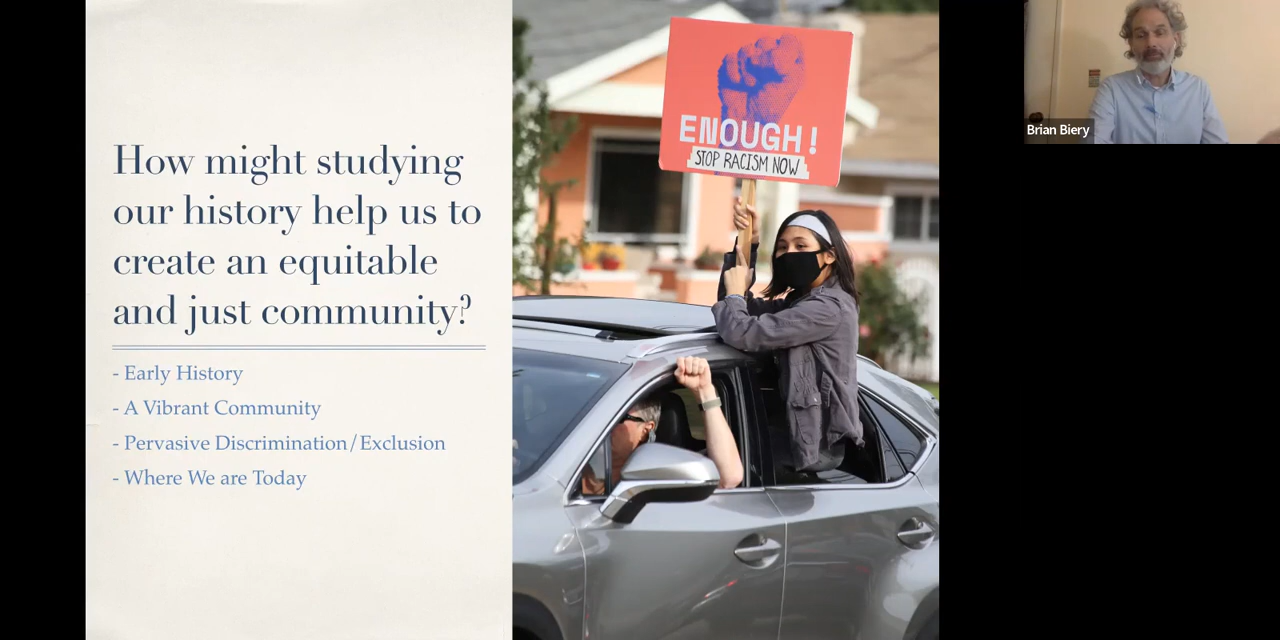 How might studying
our history help us to
create an equitable
and just community?
- Early History
- A Vibrant Community
- Pervasive Discrimination/Exclusion
- Where We are Today
ENOUGH!
STOP RACISM NOW
Brian Biery